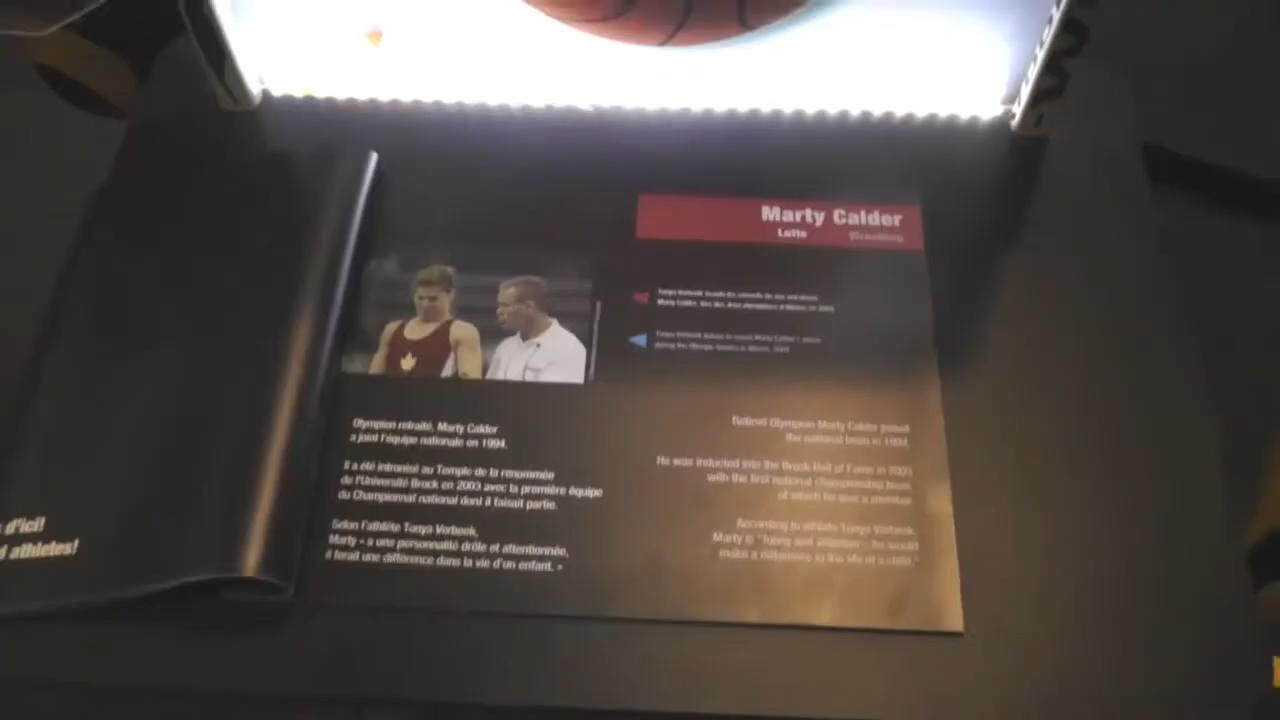 Marty Calder
Lutte Wrestling
d'ici!
athletes!
Olympien retraité, Marty Calder
a joint l'équipe nationale en 1994.
Il a été intronisé au Temple de la renommée
de l'Université Brock en 2003 avec la première équipe
du Championnat national dont il faisait partie.
Selon l'athlète Tonya Verbeek,
Marty « a une personnalité drôle et attentionnée,
il ferait une différence dans la vie d'un enfant. »
Retired Olympian Marty Calder joined
the national team in 1994.
He was inducted into the Brock Hall of Fame in 2003
with the first national championship team
of which he was a member.
According to athlete Tonya Verbeek,
Marty is "funny and attentive - he would
make a difference in the life of a child."